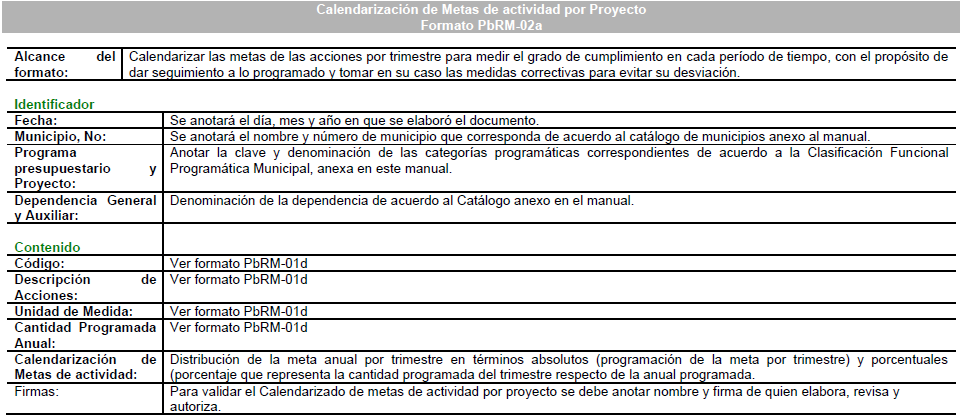 Calendarización de Metas de actividad por Proyecto
Formato PbRM-02a
Alcance del formato: Calendarizar las metas de las acciones por trimestre para medir el grado de cumplimiento en cada período de tiempo, con el propósito de
dar seguimiento a lo programado y tomar en su caso las medidas correctivas para evitar su desviación.
Identificador
Fecha: Se anotará el día, mes y año en que se elaboró el documento.
Municipio, No: Se anotará el nombre y número de municipio que corresponda de acuerdo al catálogo de municipios anexo al manual.
Programa presupuestario y Proyecto: Anotar la clave y denominación de las categorías programáticas correspondientes de acuerdo a la Clasificación Funcional
Programática Municipal, anexa en este manual.
Dependencia General y Auxiliar: Denominación de la dependencia de acuerdo al Catálogo anexo en el manual.
Contenido
Código: Ver formato PbRM-01d
Descripción de Acciones: Ver formato PbRM-01d
Unidad de Medida: Ver formato PbRM-01d
Cantidad Programada Anual: Ver formato PbRM-01d
Calendarización de Metas de actividad: Distribución de la meta anual por trimestre en términos absolutos (programación de la meta por trimestre) y porcentuales
(porcentaje que representa la cantidad programada del trimestre respecto de la anual programada.
Firmas: Para validar el Calendarizado de metas de actividad por proyecto se debe anotar nombre y firma de quien elabora, revisa y
autoriza.